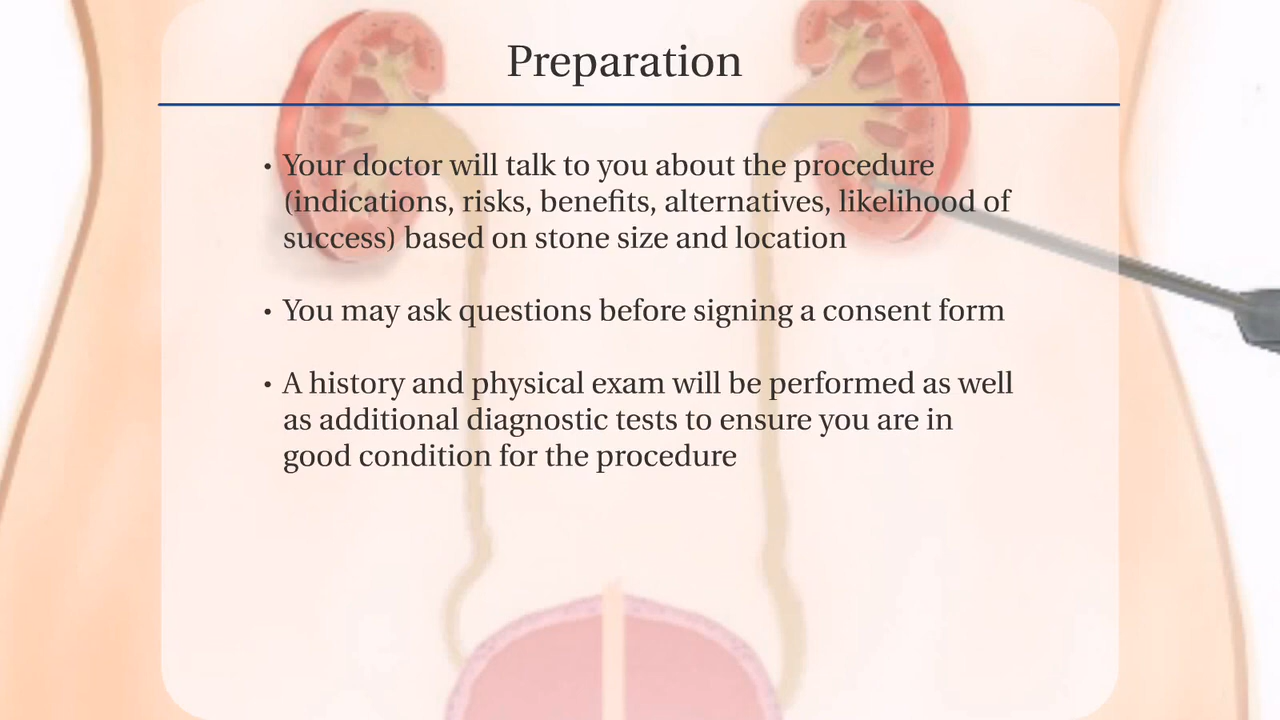 Preparation
• Your doctor will talk to you about the procedure
(indications, risks, benefits, alternatives, likelihood of
success) based on stone size and location
• You may ask questions before signing a consent form
• A history and physical exam will be performed as well
as additional diagnostic tests to ensure you are in
good condition for the procedure